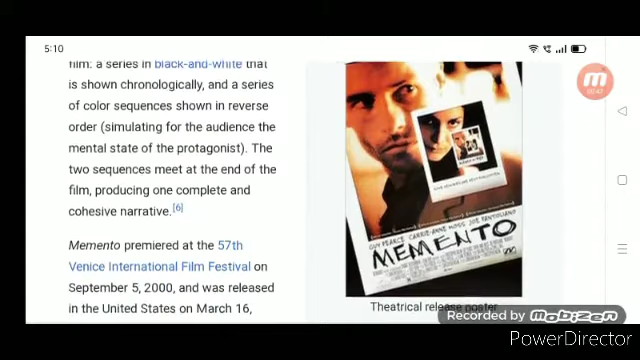 5:10
film: a series in black-and-white that
is shown chronologically, and a series
of color sequences shown in reverse
order (simulating for the audience the
mental state of the protagonist). The
two sequences meet at the end of the
film, producing one complete and
cohesive narrative.[6]
Memento premiered at the 57th
Venice International Film Festival on
September 5, 2000, and was released
in the United States on March 16,
00:47
GUY PEARCE CARRIE-ANNE MOSS JOE PANTOLIANO
MEMENTO
Theatrical release poster
Recorded by Mobizen
PowerDirector